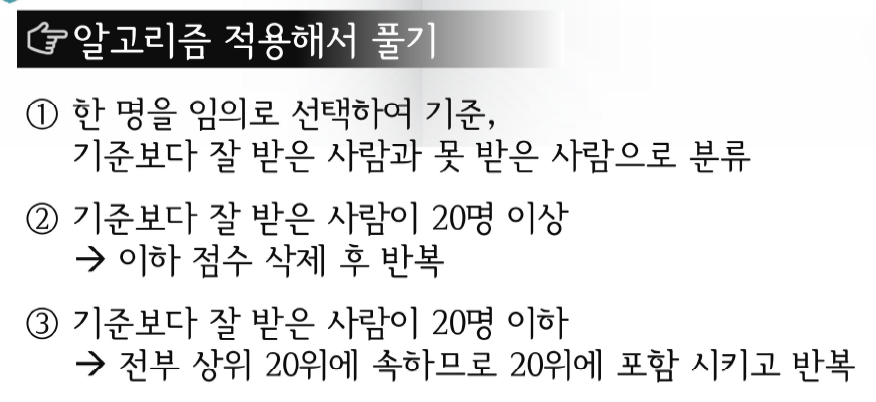 ☞알고리즘 적용해서 풀기
① 한 명을 임의로 선택하여 기준,
기준보다 잘 받은 사람과 못 받은 사람으로 분류
② 기준보다 잘 받은 사람이 20명 이상
→ 이하 점수 삭제 후 반복
③ 기준보다 잘 받은 사람이 20명 이하
→ 전부 상위 20위에 속하므로 20위에 포함 시키고 반복